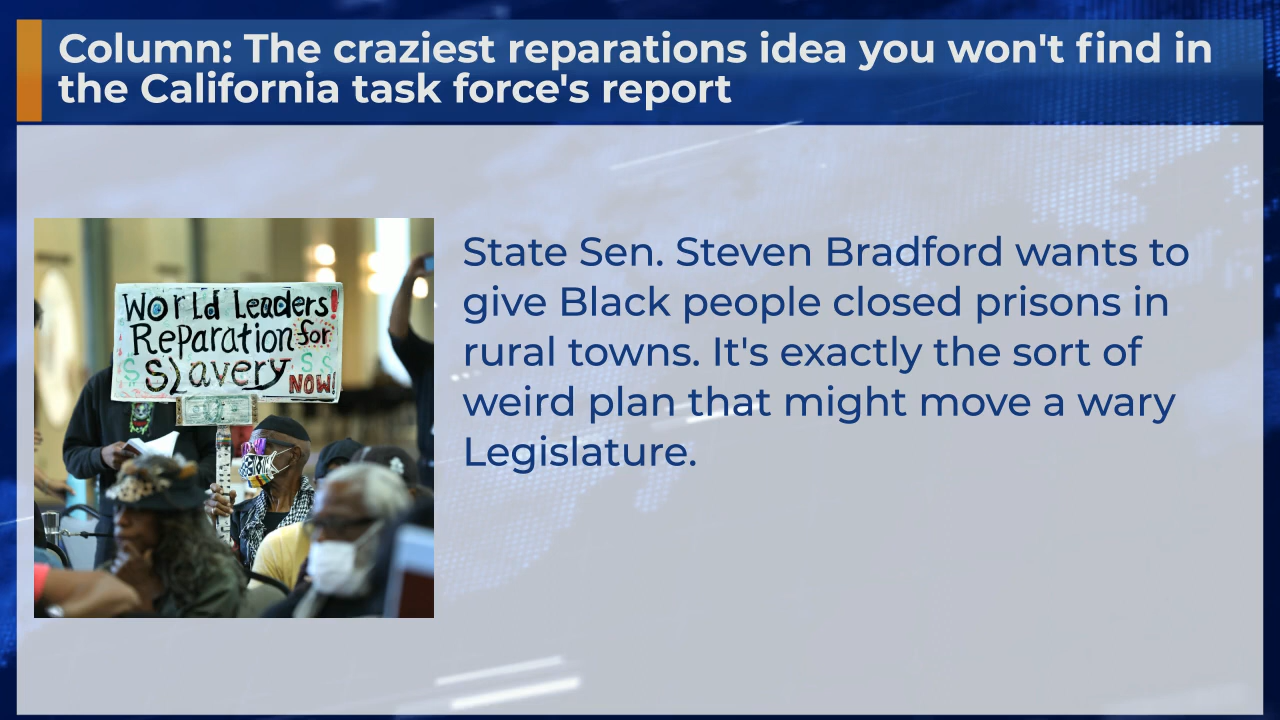 Column: The craziest reparations idea you won't find in
the California task force's report
State Sen. Steven Bradford wants to
give Black people closed prisons in
rural towns. It's exactly the sort of
weird plan that might move a wary
Legislature.
WORld Leaders!
Reparation for
$ Slavery $ $
NOW!